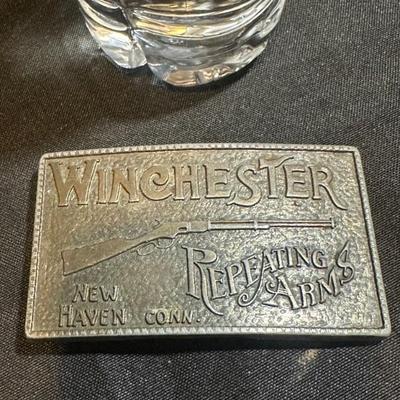 WINCHESTER
REPEATING
ARMS
NEW
HAVEN CONN.